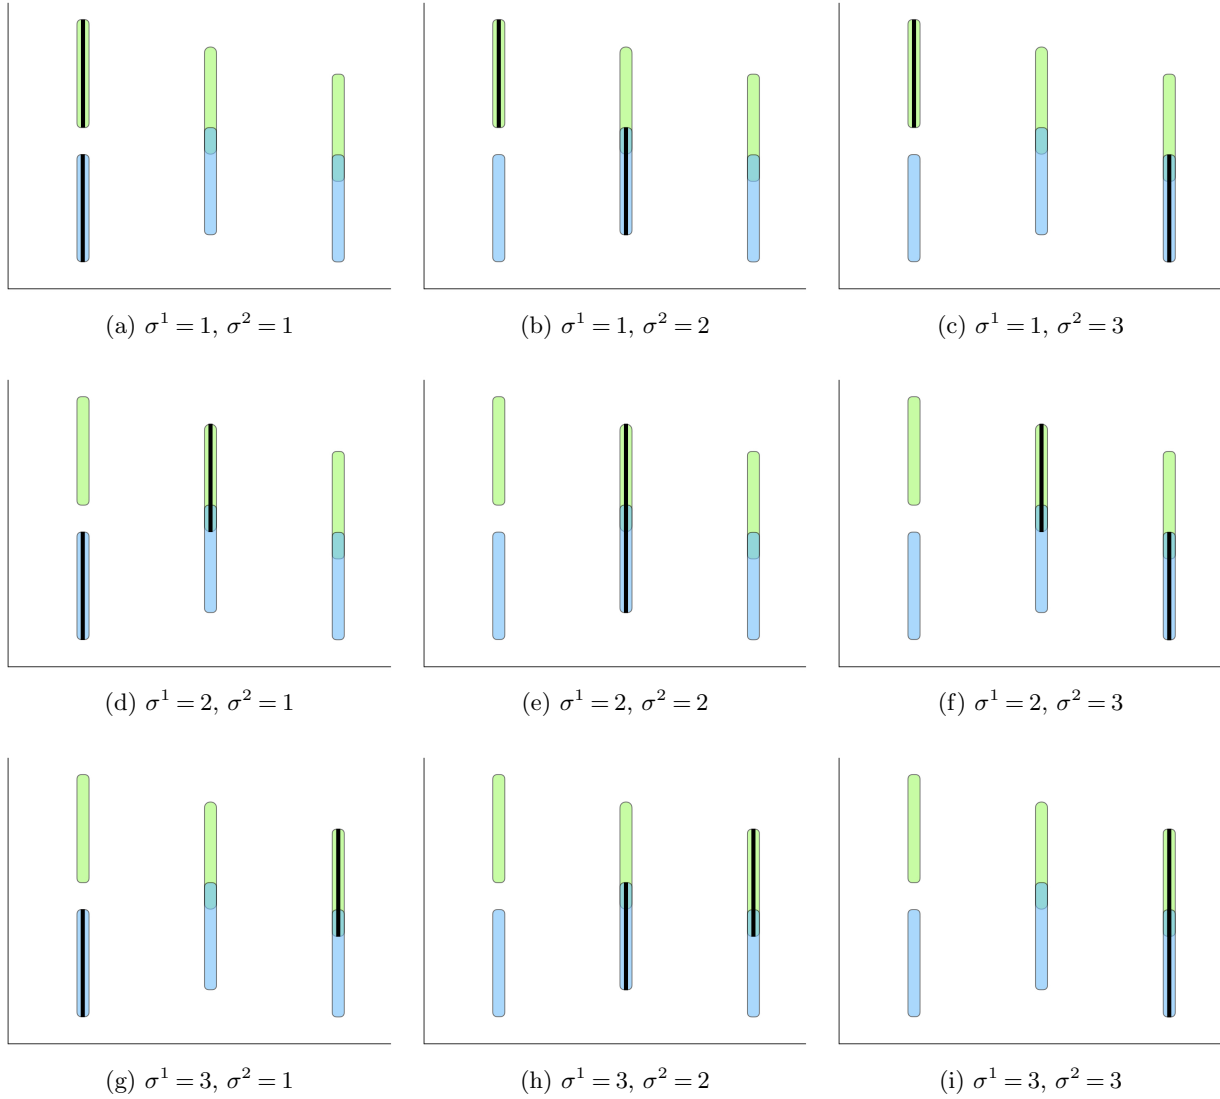 (a) σ¹ = 1, σ² = 1
(b) σ¹ = 1, σ² = 2
(c) σ¹ = 1, σ² = 3
(d) σ¹ = 2, σ² = 1
(e) σ¹ = 2, σ² = 2
(f) σ¹ = 2, σ² = 3
(g) σ¹ = 3, σ² = 1
(h) σ¹ = 3, σ² = 2
(i) σ¹ = 3, σ² = 3